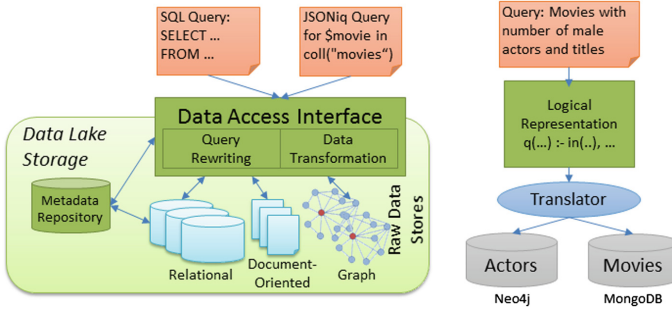 SQL Query:
SELECT ...
FROM ...
JSONiq Query
for $movie in
coll("movies“)
Data Access Interface
Query
Rewriting
Data
Transformation
Data Lake
Storage
Metadata
Repository
Relational
Document-
Oriented
Graph
Raw Data
Stores
Query: Movies with
number of male
actors and titles
Logical
Representation
q(...) :- in(..), ...
Translator
Actors
Movies
Neo4j
MongoDB